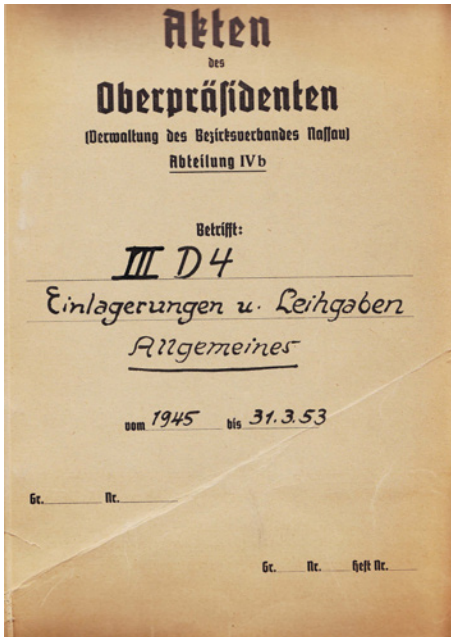 Akten
des
Oberpräsidenten
(Verwaltung des Bezirksverbandes Nassau)
Abteilung IVb
Betrifft:
III D 4
Einlagerungen u. Leihgaben
Allgemeines
vom 1945 bis 31.3.53
Gr. Nr.
Gr. Nr. Heft Nr.